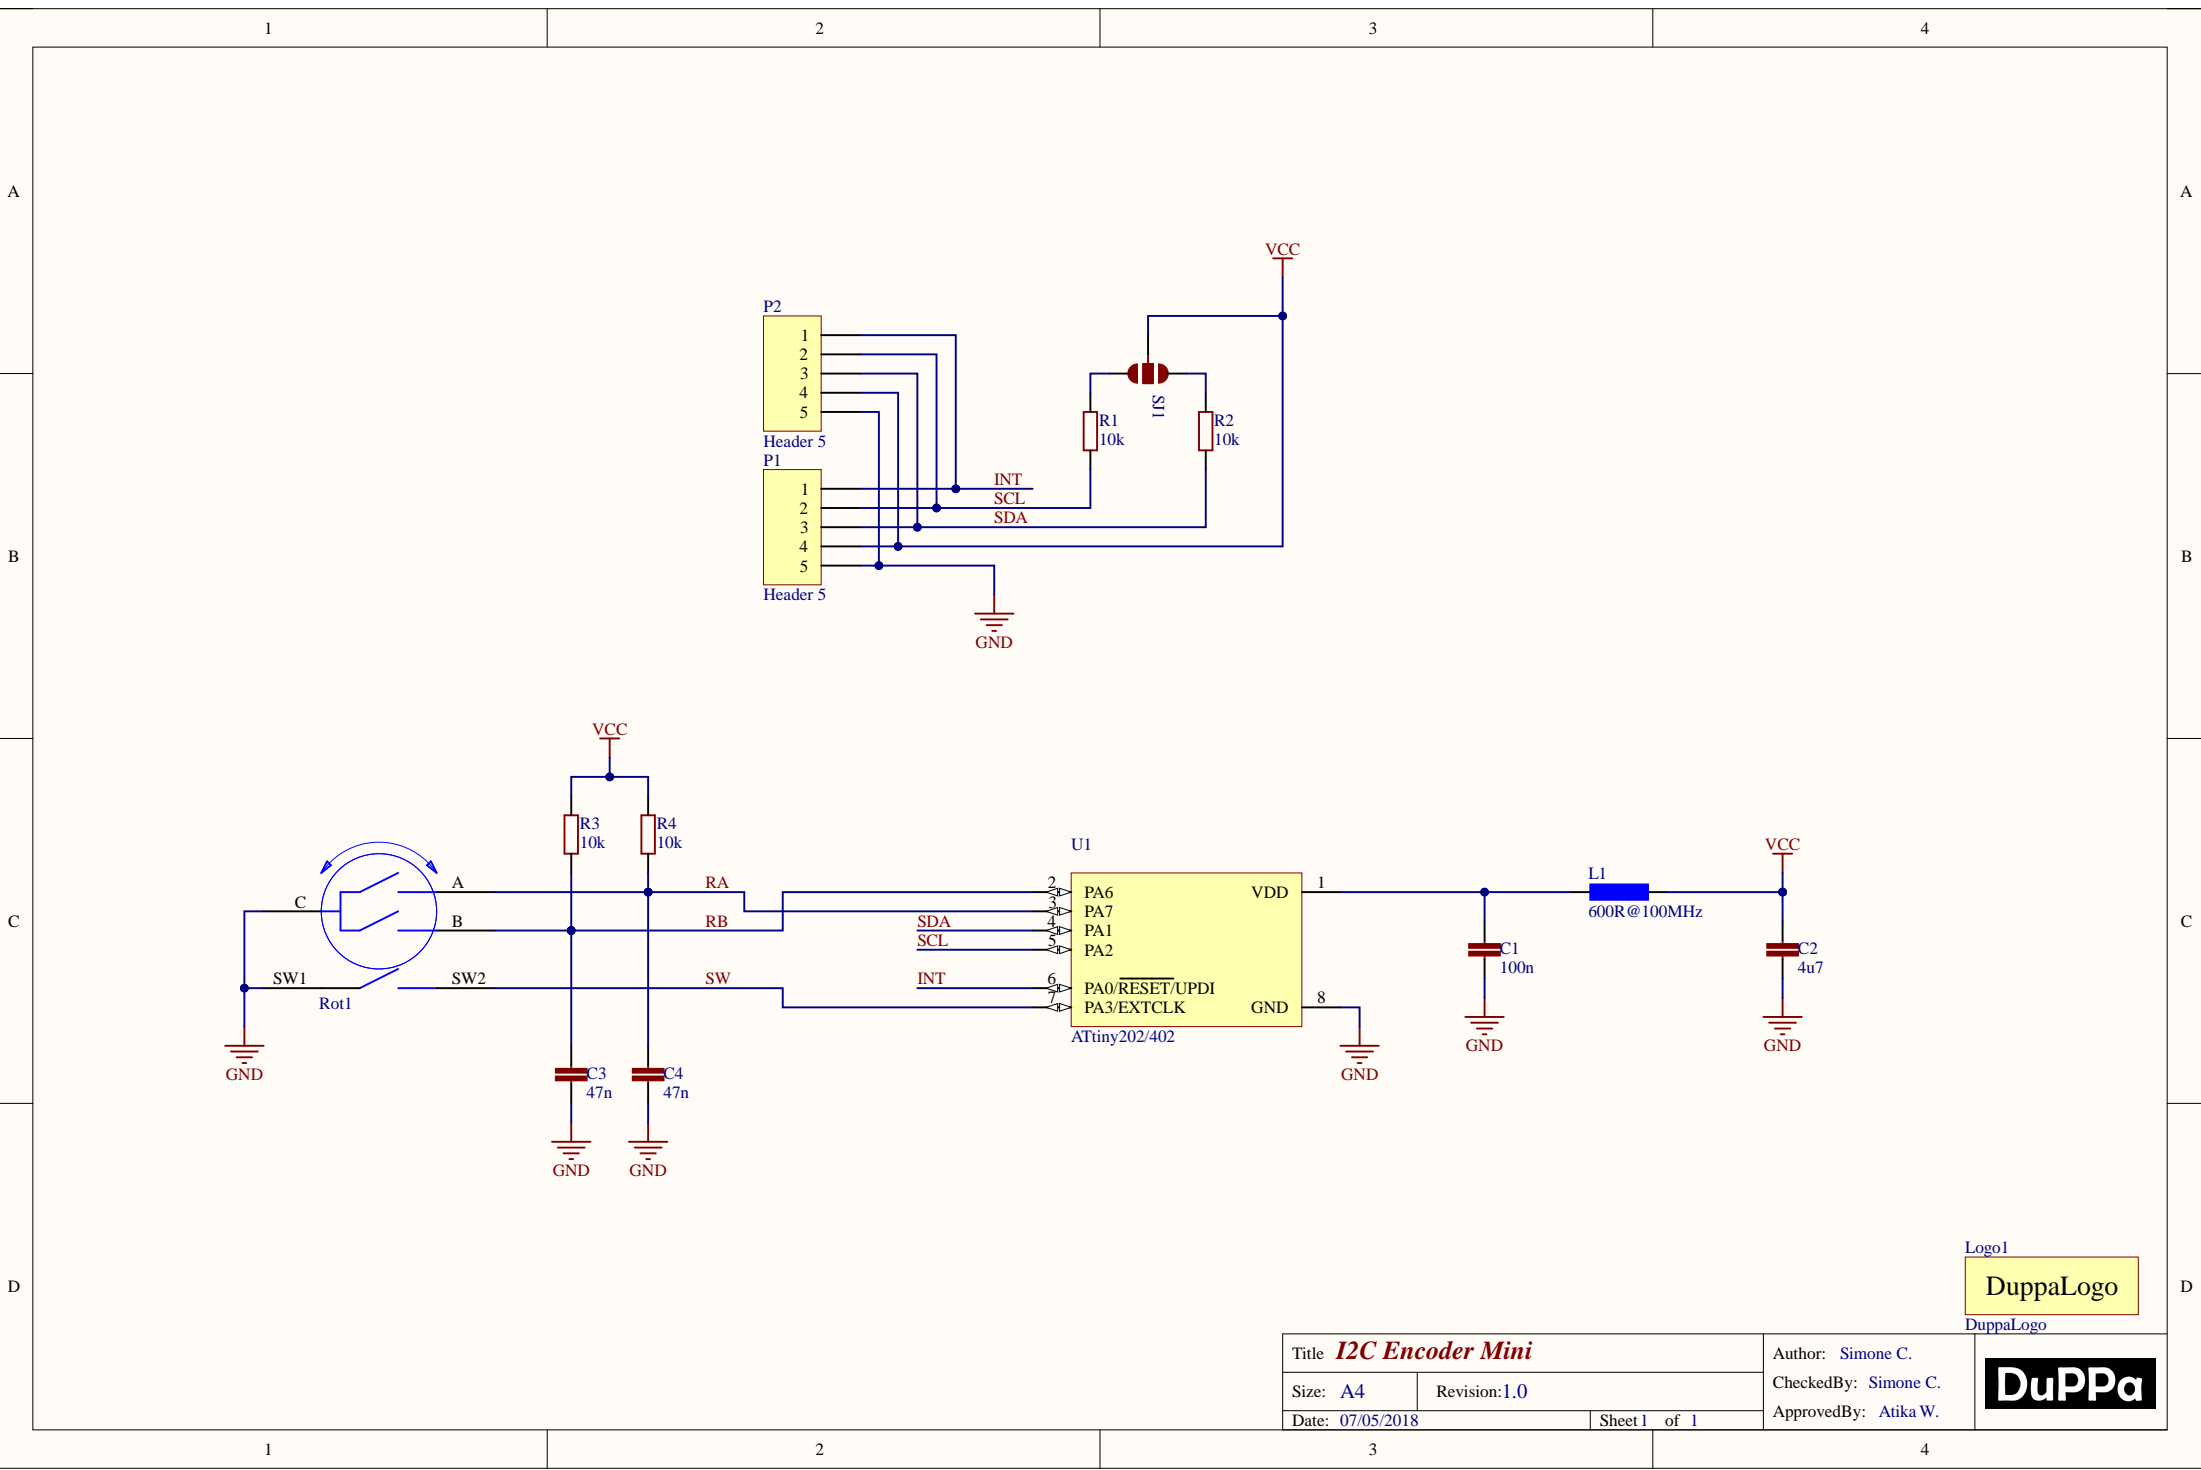 1 2 3 4
A A
VCC
P2
1
2
3
4
5
Header 5
SJ1
R1
10k
R2
10k
P1
1
2
3
4
5
Header 5
INT
SCL
SDA
GND
B B
VCC
R3
10k
R4
10k
C
A
B
SW1
SW2
Rot1
GND
RA
RB
SW
C3
47n
C4
47n
GND
GND
U1
SDA
SCL
INT
2 PA6
3 PA7
4 PA1
5 PA2
6 PA0/RESET/UPDI
7 PA3/EXTCLK
VDD 1
GND 8
ATtiny202/402
GND
L1
600R@100MHz
VCC
C1
100n
GND
C2
4u7
GND
C C
D D
Logo1
DuppaLogo
DuppaLogo
Title I2C Encoder Mini
Size: A4
Revision:1.0
Date: 07/05/2018
Sheet 1 of 1
Author: Simone C.
CheckedBy: Simone C.
ApprovedBy: Atika W.
DuPPa
1 2 3 4